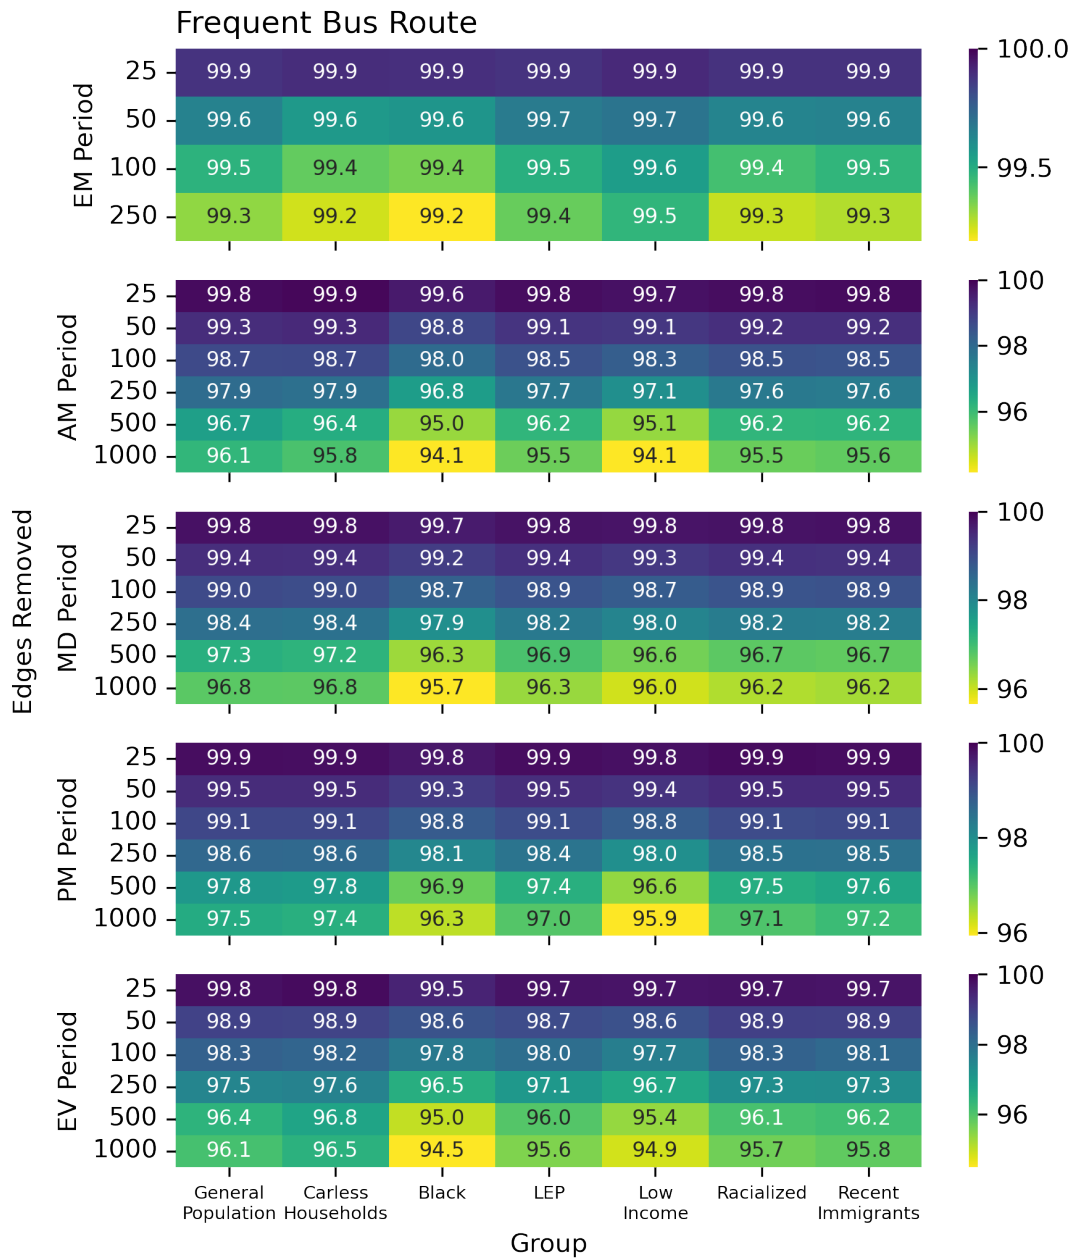 Frequent Bus Route
EM Period
25 99.9 99.9 99.9 99.9 99.9 99.9 99.9
50 99.6 99.6 99.6 99.7 99.7 99.6 99.6
100 99.5 99.4 99.4 99.5 99.6 99.4 99.5
250 99.3 99.2 99.2 99.4 99.5 99.3 99.3
100.0
99.5
AM Period
25 99.8 99.9 99.6 99.8 99.7 99.8 99.8
50 99.3 99.3 98.8 99.1 99.1 99.2 99.2
100 98.7 98.7 98.0 98.5 98.3 98.5 98.5
250 97.9 97.9 96.8 97.7 97.1 97.6 97.6
500 96.7 96.4 95.0 96.2 95.1 96.2 96.2
1000 96.1 95.8 94.1 95.5 94.1 95.5 95.6
100
98
96
Edges Removed
MD Period
25 99.8 99.8 99.7 99.8 99.8 99.8 99.8
50 99.4 99.4 99.2 99.4 99.3 99.4 99.4
100 99.0 99.0 98.7 98.9 98.7 98.9 98.9
250 98.4 98.4 97.9 98.2 98.0 98.2 98.2
500 97.3 97.2 96.3 96.9 96.6 96.7 96.7
1000 96.8 96.8 95.7 96.3 96.0 96.2 96.2
100
98
96
PM Period
25 99.9 99.9 99.8 99.9 99.8 99.9 99.9
50 99.5 99.5 99.3 99.5 99.4 99.5 99.5
100 99.1 99.1 98.8 99.1 98.8 99.1 99.1
250 98.6 98.6 98.1 98.4 98.0 98.5 98.5
500 97.8 97.8 96.9 97.4 96.6 97.5 97.6
1000 97.5 97.4 96.3 97.0 95.9 97.1 97.2
100
98
96
EV Period
25 99.8 99.8 99.5 99.7 99.7 99.7 99.7
50 98.9 98.9 98.6 98.7 98.6 98.9 98.9
100 98.3 98.2 97.8 98.0 97.7 98.3 98.1
250 97.5 97.6 96.5 97.1 96.7 97.3 97.3
500 96.4 96.8 95.0 96.0 95.4 96.1 96.2
1000 96.1 96.5 94.5 95.6 94.9 95.7 95.8
100
98
96
General Carless Black LEP Low Racialized Recent
Population Households Income Immigrants
Group